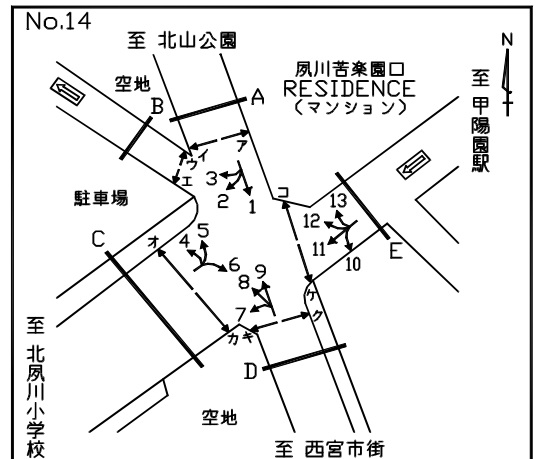 No.14
至 北山公園
N
空地
夙川苦楽園口
RESIDENCE
(マンション)
至 甲陽園駅
B
A
ア
イ
ウ
エ
3
2
1
駐車場
コ
13
12
11
10
E
C
オ
4
5
6
9
8
7
ケ
ク
カ
キ
D
至 北夙川小学校
空地
至 西宮市街